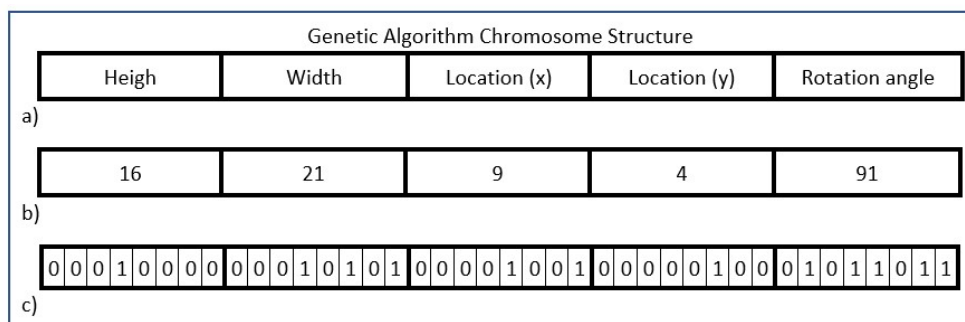 Genetic Algorithm Chromosome Structure
Heigh Width Location (x) Location (y) Rotation angle
a)
16 21 9 4 91
b)
0 0 0 1 0 0 0 0 0 0 0 1 0 1 0 1 0 0 0 0 1 0 0 1 0 0 0 0 0 1 0 0 0 1 0 1 1 0 1 1
c)